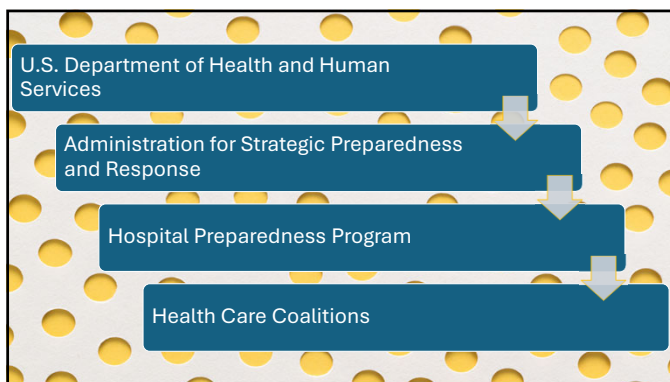 U.S. Department of Health and Human
Services
Administration for Strategic Preparedness
and Response
Hospital Preparedness Program
Health Care Coalitions